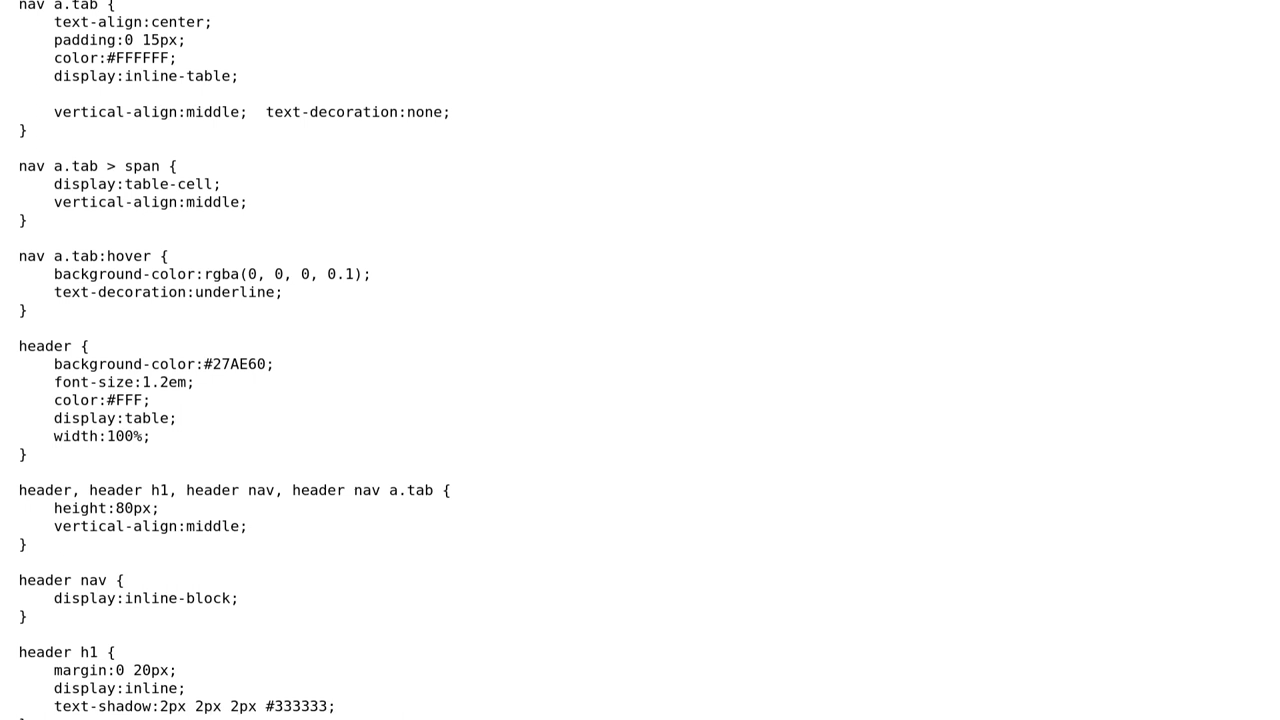 nav a.tab {
    text-align:center;
    padding:0 15px;
    color:#FFFFFF;
    display:inline-table;

    vertical-align:middle;  text-decoration:none;
}

nav a.tab > span {
    display:table-cell;
    vertical-align:middle;
}

nav a.tab:hover {
    background-color:rgba(0, 0, 0, 0.1);
    text-decoration:underline;
}

header {
    background-color:#27AE60;
    font-size:1.2em;
    color:#FFF;
    display:table;
    width:100%;
}

header, header h1, header nav, header nav a.tab {
    height:80px;
    vertical-align:middle;
}

header nav {
    display:inline-block;
}

header h1 {
    margin:0 20px;
    display:inline;
    text-shadow:2px 2px 2px #333333;
}